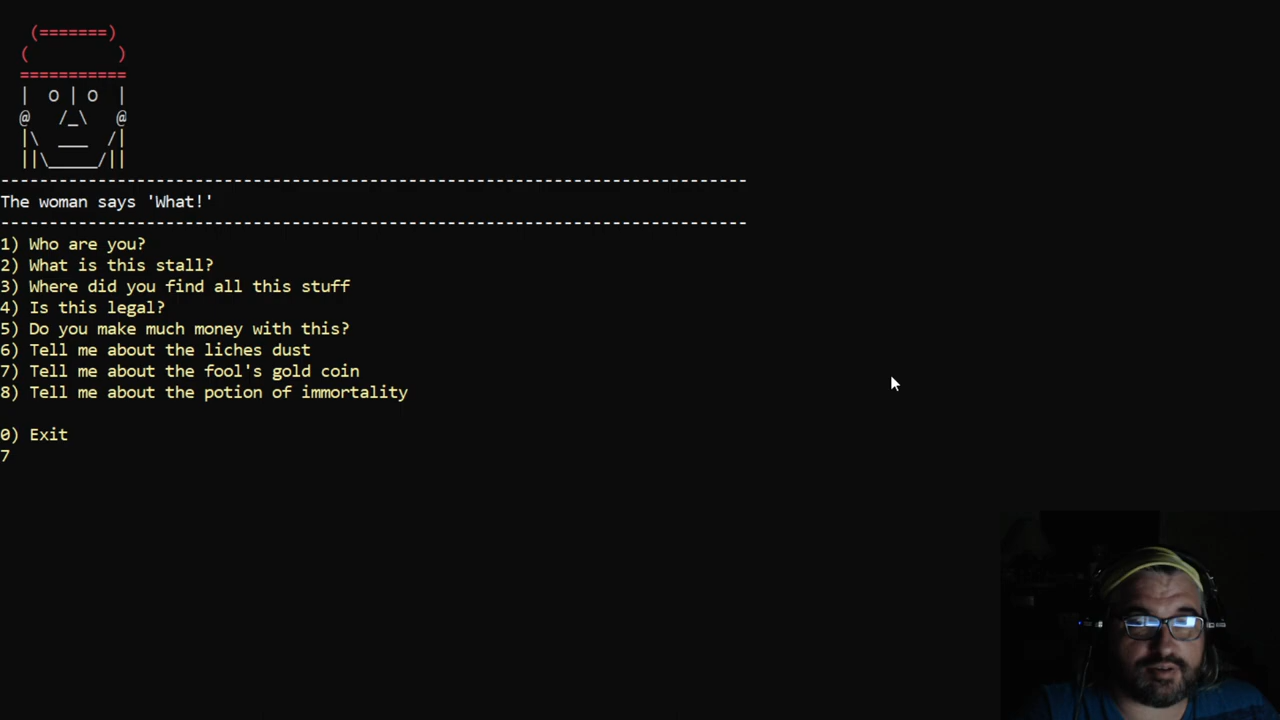 The woman says 'What!'
1) Who are you?
2) What is this stall?
3) Where did you find all this stuff
4) Is this legal?
5) Do you make much money with this?
6) Tell me about the liches dust
7) Tell me about the fool's gold coin
8) Tell me about the potion of immortality
0) Exit
7